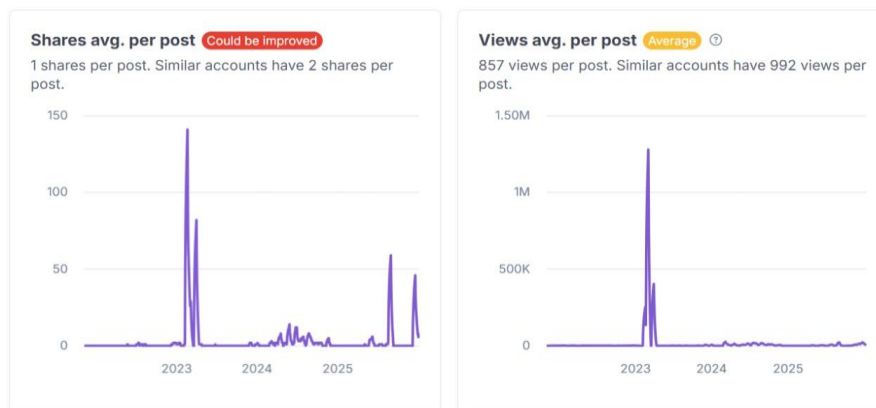 Shares avg. per post Could be improved
1 shares per post. Similar accounts have 2 shares per
post.
150
100
50
0
2023 2024 2025
Views avg. per post Average ?
857 views per post. Similar accounts have 992 views per
post.
1.50M
1M
500K
0
2023 2024 2025